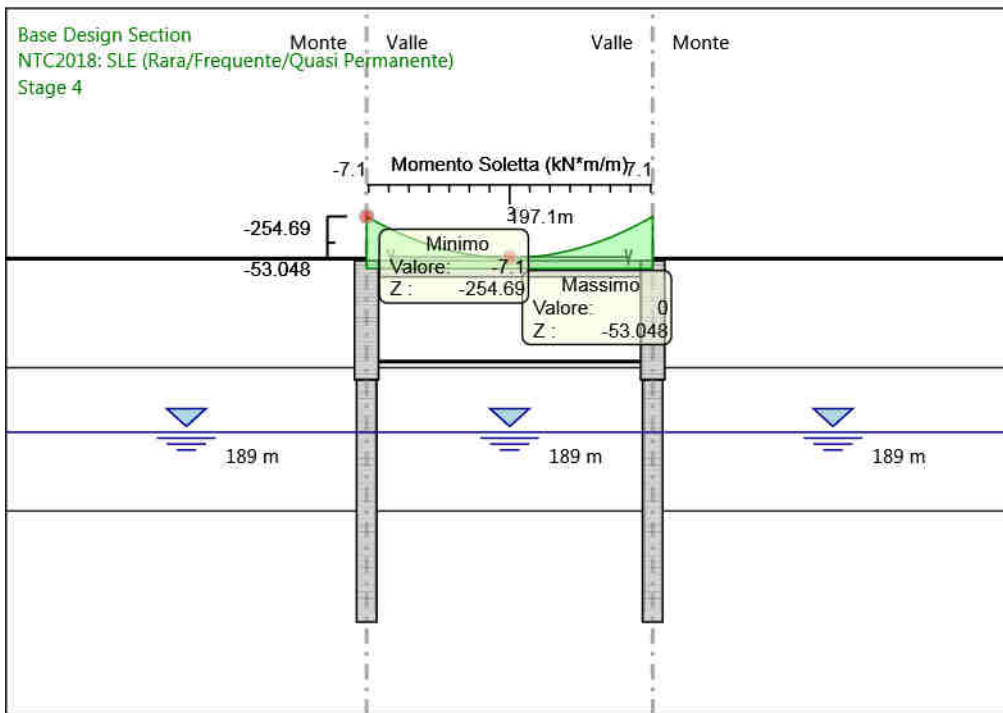 Base Design Section
NTC2018: SLE (Rara/Frequente/Quasi Permanente)
Stage 4
Monte
Valle
Valle
Monte
-7.1
Momento Soletta (kN*m/m)
7.1
-254.69
197.1m
-53.048
Minimo
Valore: -7.1
Z : -254.69
Massimo
Valore: 0
Z : -53.048
189 m
189 m
189 m